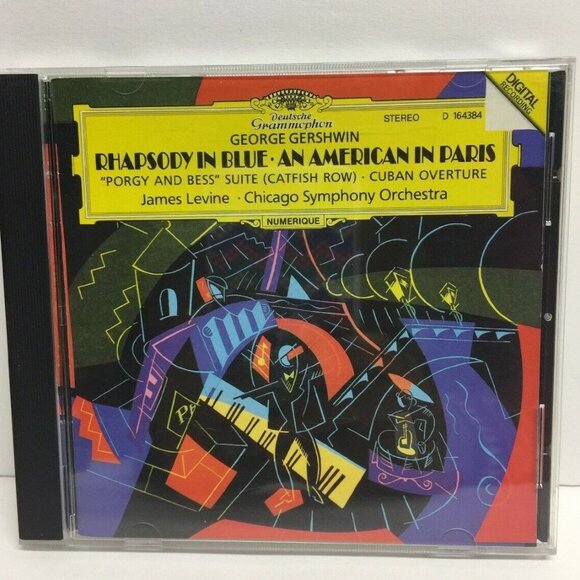 Deutsche
Grammophon
STEREO D 164384
DIGITAL
RECORDING
GEORGE GERSHWIN
RHAPSODY IN BLUE · AN AMERICAN IN PARIS
"PORGY AND BESS" SUITE (CATFISH ROW) · CUBAN OVERTURE
James Levine · Chicago Symphony Orchestra
NUMERIQUE